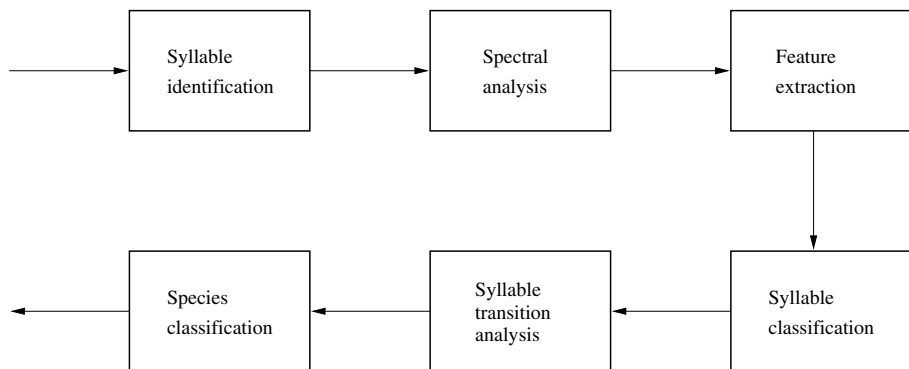 Syllable
identification
Spectral
analysis
Feature
extraction
Syllable
classification
Syllable
transition
analysis
Species
classification